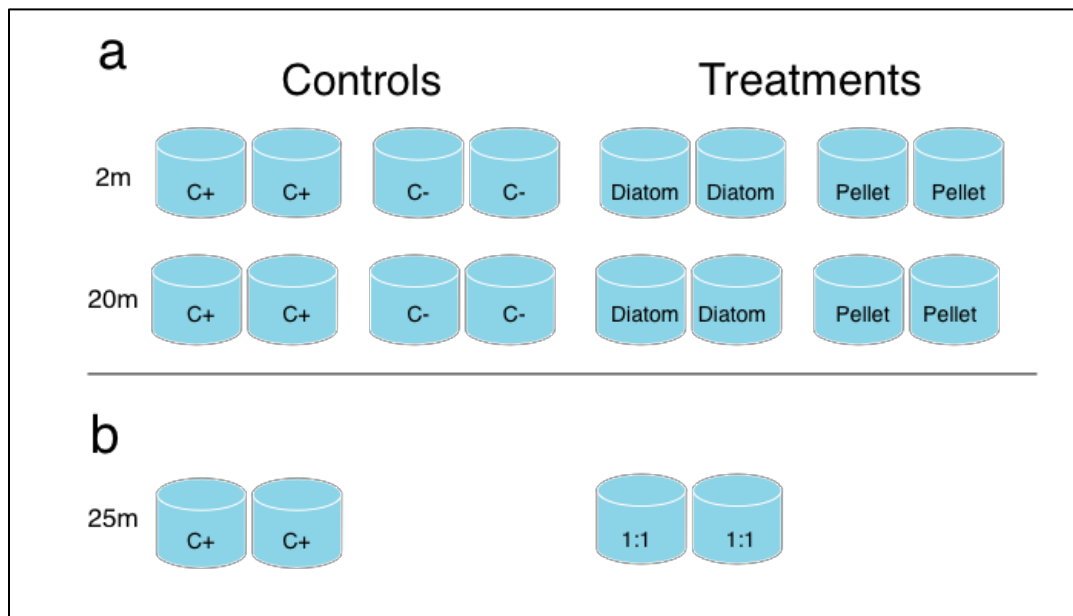 a
Controls Treatments
2m C+ C+ C- C- Diatom Diatom Pellet Pellet
20m C+ C+ C- C- Diatom Diatom Pellet Pellet
b
25m C+ C+ 1:1 1:1